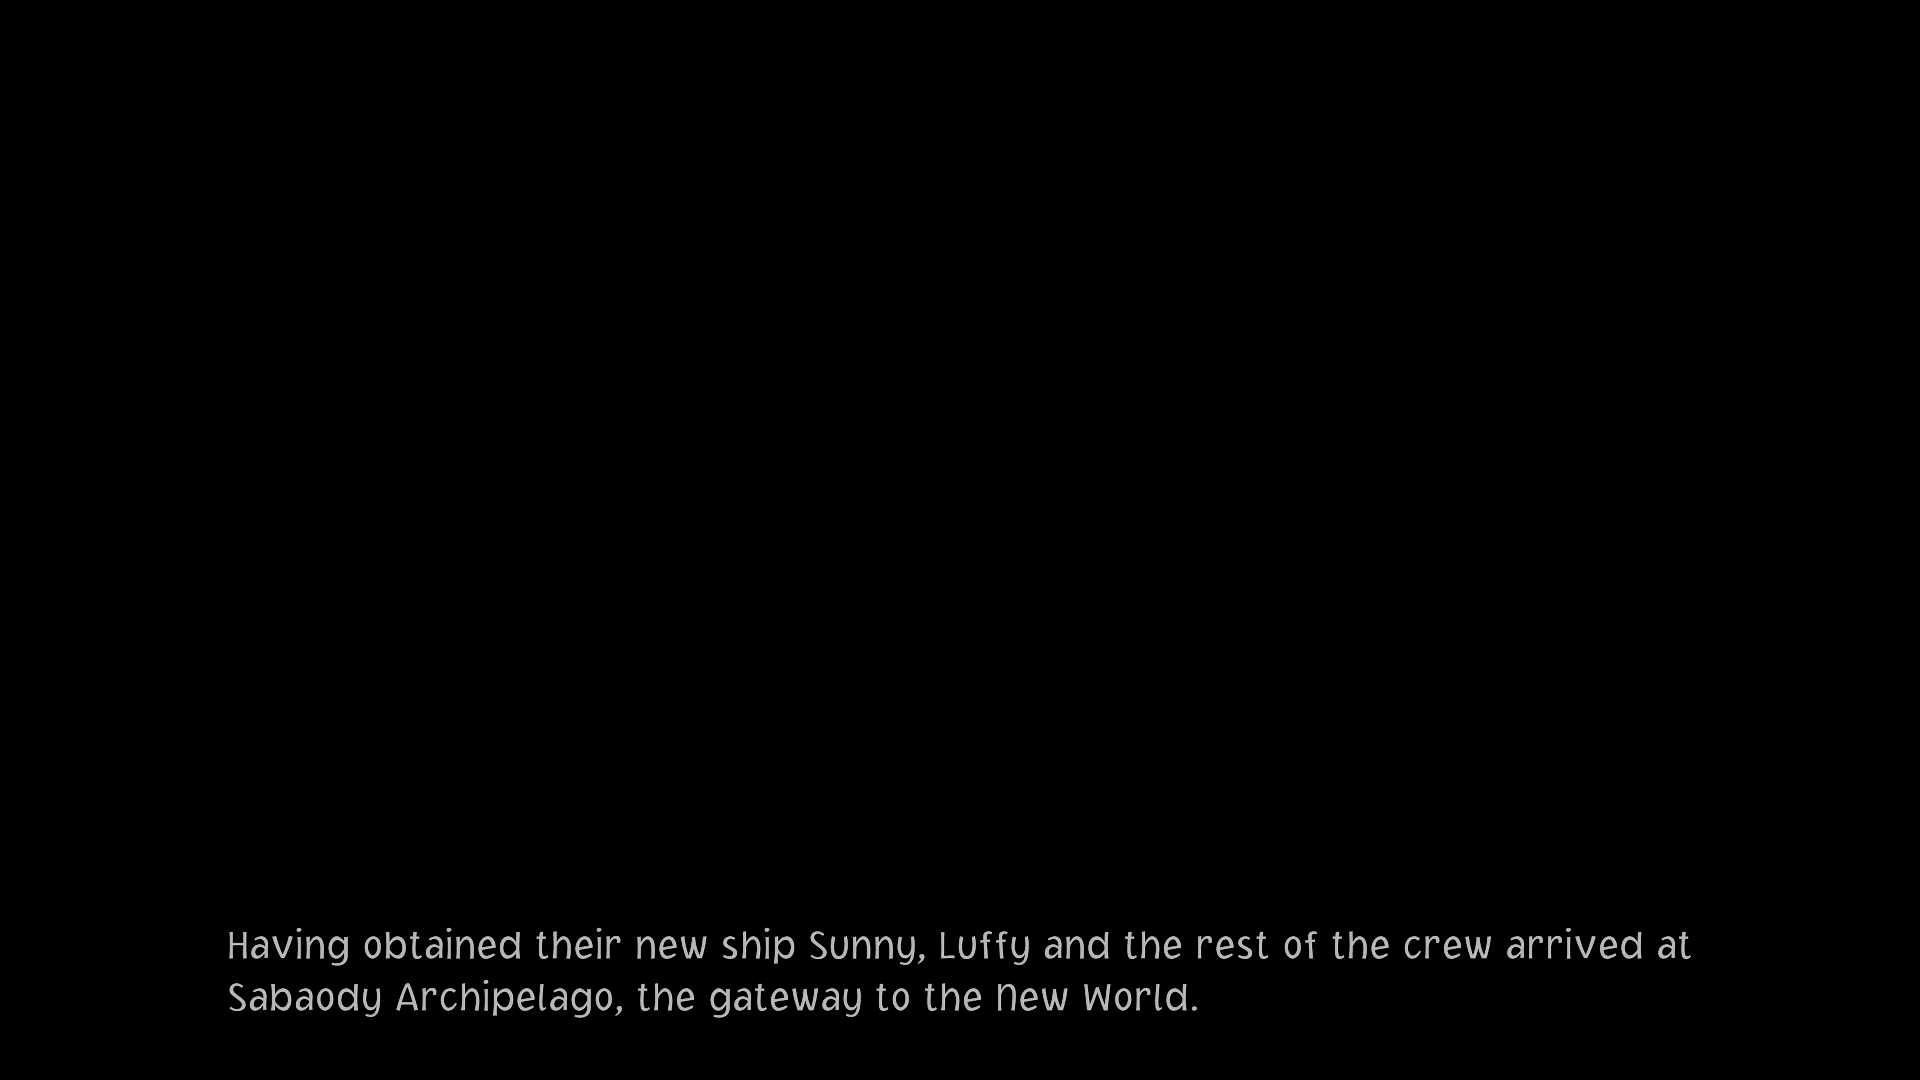 Having obtained their new ship Sunny, Luffy and the rest of the crew arrived at
Sabaody Archipelago, the gateway to the New World.